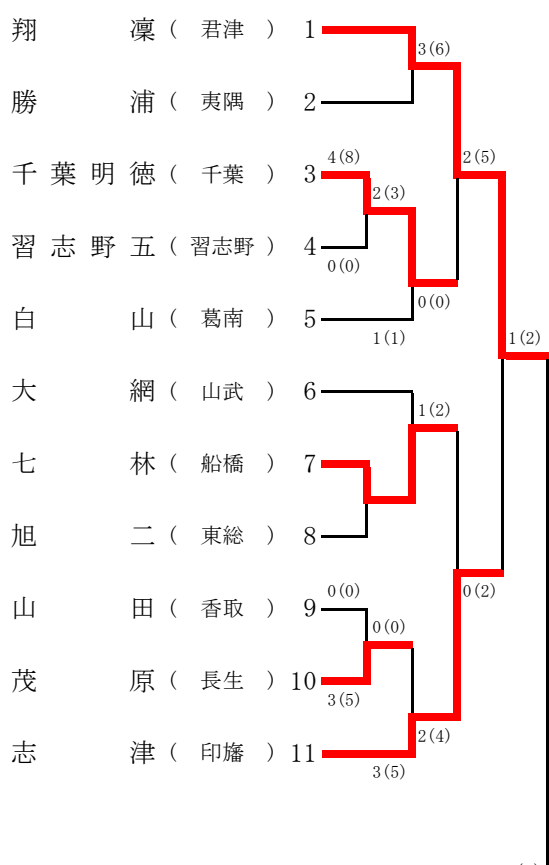 翔凜 ( 君津 ) 1
3(6)
勝浦 ( 夷隅 ) 2
4(8) 2(5)
千葉明徳 ( 千葉 ) 3
2(3)
習志野五 ( 習志野 ) 4
0(0)
0(0)
白山 ( 葛南 ) 5
1(1) 1(2)
大網 ( 山武 ) 6
1(2)
七林 ( 船橋 ) 7
旭二 ( 東総 ) 8
0(0) 0(2)
山田 ( 香取 ) 9
0(0)
茂原 ( 長生 ) 10
3(5)
2(4)
志津 ( 印旛 ) 11
3(5)